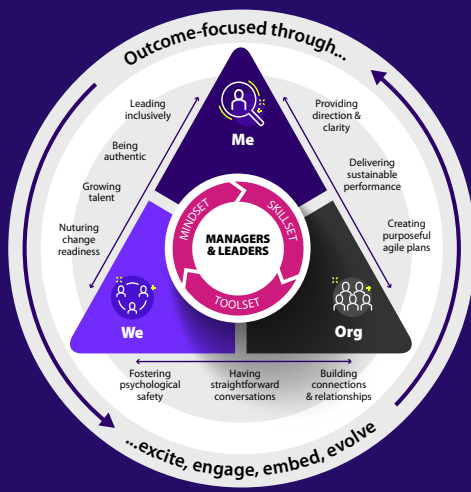 Outcome-focused through...
Me
Leading
inclusively
Being
authentic
Growing
talent
Nuturing
change
readiness
Providing
direction &
clarity
Delivering
sustainable
performance
Creating
purposeful
agile plans
MINDSET
SKILLSET
TOOLSET
MANAGERS
& LEADERS
We
Org
Fostering
psychological
safety
Having
straightforward
conversations
Building
connections
& relationships
...excite, engage, embed, evolve